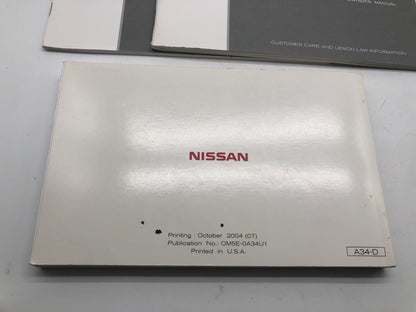 OWNER'S MANUAL
CUSTOMER CARE AND LEMON LAW INFORMATION
NISSAN
Printing : October 2004 (07)
Publication No.: OM5E-0A34U1
Printed in U.S.A.
A34-D